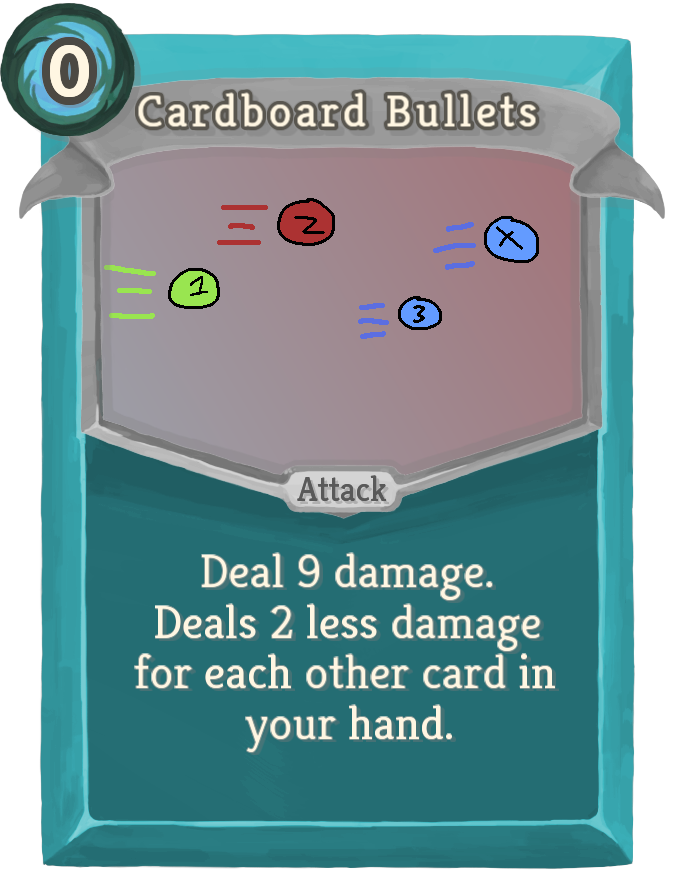 0
Cardboard Bullets
2
X
1
3
Attack
Deal 9 damage.
Deals 2 less damage
for each other card in
your hand.